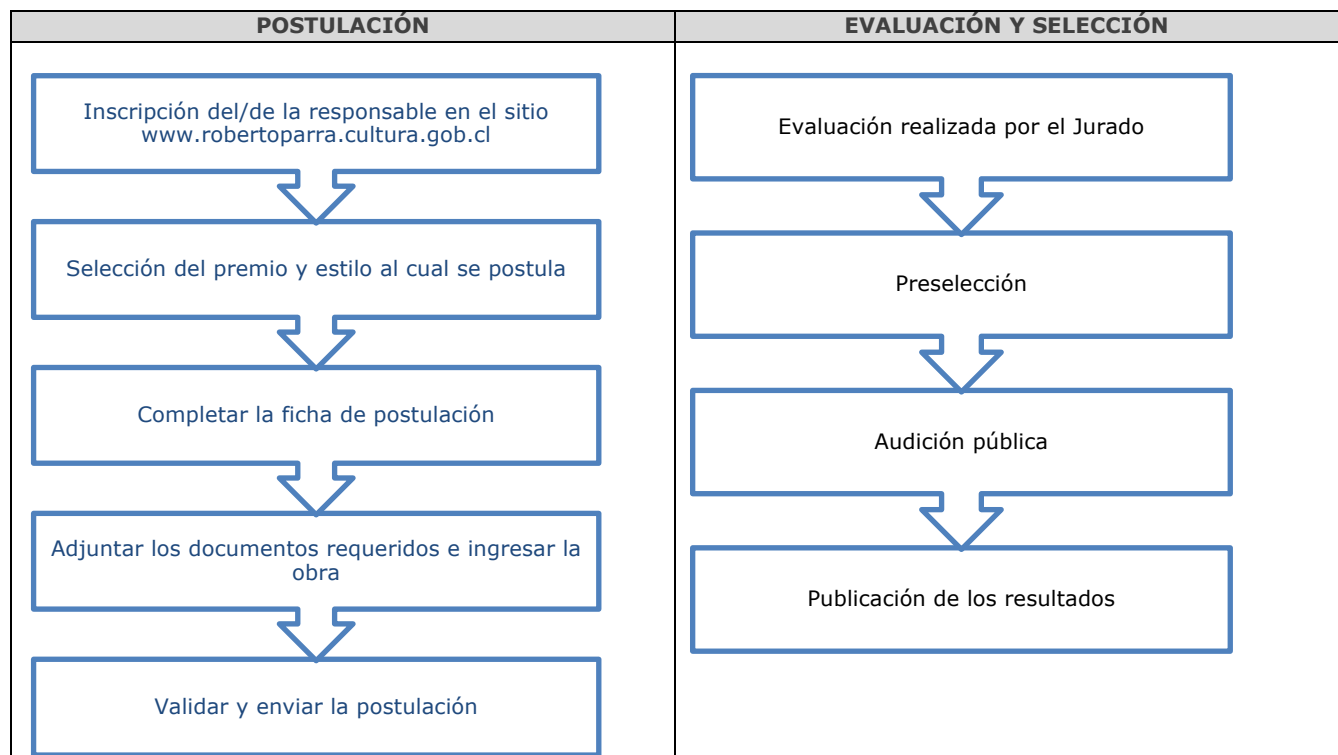 POSTULACIÓN
Inscripción del/de la responsable en el sitio
www.robertoparra.cultura.gob.cl
Selección del premio y estilo al cual se postula
Completar la ficha de postulación
Adjuntar los documentos requeridos e ingresar la
obra
Validar y enviar la postulación
EVALUACIÓN Y SELECCIÓN
Evaluación realizada por el Jurado
Preselección
Audición pública
Publicación de los resultados